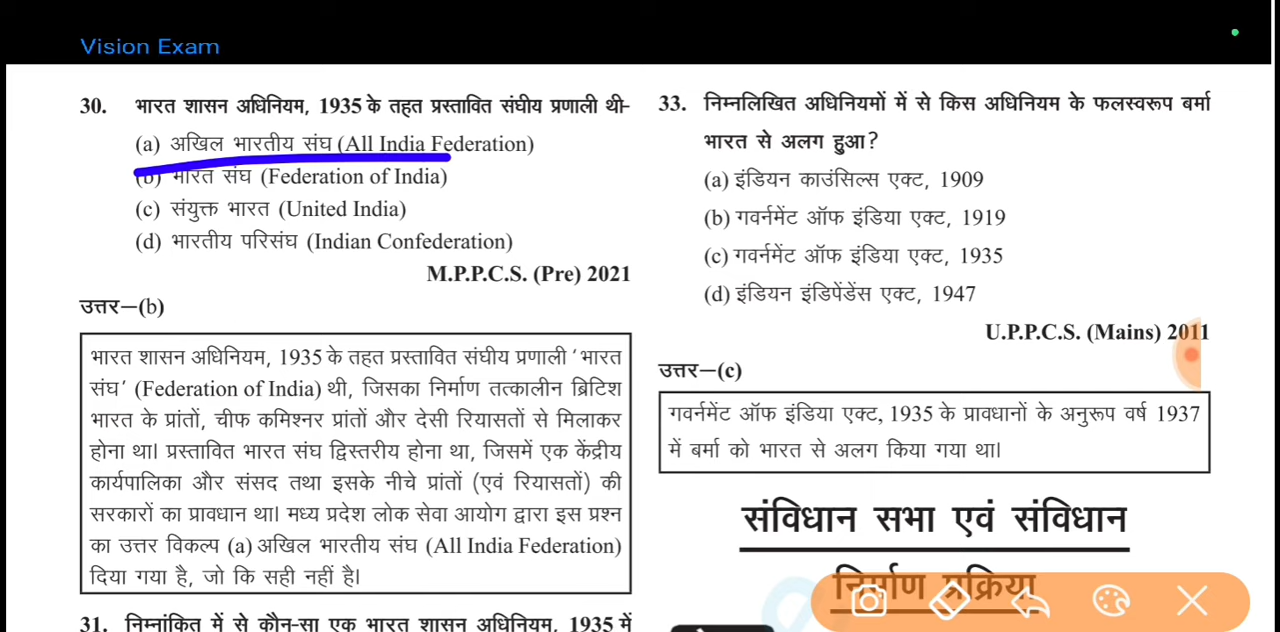 Vision Exam
30. भारत शासन अधिनियम, 1935 के तहत प्रस्तावित संघीय प्रणाली थी-
(a) अखिल भारतीय संघ (All India Federation)
(b) भारत संघ (Federation of India)
(c) संयुक्त भारत (United India)
(d) भारतीय परिसंघ (Indian Confederation)
M.P.P.C.S. (Pre) 2021
उत्तर—(b)
भारत शासन अधिनियम, 1935 के तहत प्रस्तावित संघीय प्रणाली 'भारत
संघ' (Federation of India) थी, जिसका निर्माण तत्कालीन ब्रिटिश
भारत के प्रांतों, चीफ कमिश्नर प्रांतों और देसी रियासतों से मिलाकर
होना था। प्रस्तावित भारत संघ द्विस्तरीय होना था, जिसमें एक केंद्रीय
कार्यपालिका और संसद तथा इसके नीचे प्रांतों (एवं रियासतों) की
सरकारों का प्रावधान था। मध्य प्रदेश लोक सेवा आयोग द्वारा इस प्रश्न
का उत्तर विकल्प (a) अखिल भारतीय संघ (All India Federation)
दिया गया है, जो कि सही नहीं है।
31. निम्नांकित में से कौन-सा एक भारत शासन अधिनियम, 1935 में
33. निम्नलिखित अधिनियमों में से किस अधिनियम के फलस्वरूप बर्मा
भारत से अलग हुआ?
(a) इंडियन काउंसिल्स एक्ट, 1909
(b) गवर्नमेंट ऑफ इंडिया एक्ट, 1919
(c) गवर्नमेंट ऑफ इंडिया एक्ट, 1935
(d) इंडियन इंडिपेंडेंस एक्ट, 1947
U.P.P.C.S. (Mains) 2011
उत्तर—(c)
गवर्नमेंट ऑफ इंडिया एक्ट, 1935 के प्रावधानों के अनुरूप वर्ष 1937
में बर्मा को भारत से अलग किया गया था।
संविधान सभा एवं संविधान
निर्माण प्रक्रिया